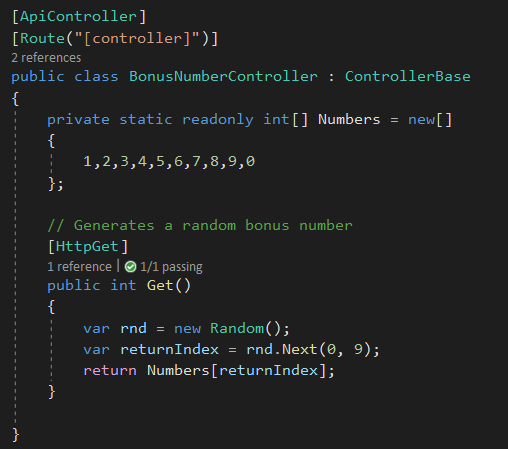 [ApiController]
[Route("[controller]")]
2 references
public class BonusNumberController : ControllerBase
{
private static readonly int[] Numbers = new[]
{
1,2,3,4,5,6,7,8,9,0
};
// Generates a random bonus number
[HttpGet]
1 reference | 1/1 passing
public int Get()
{
var rnd = new Random();
var returnIndex = rnd.Next(0, 9);
return Numbers[returnIndex];
}
}